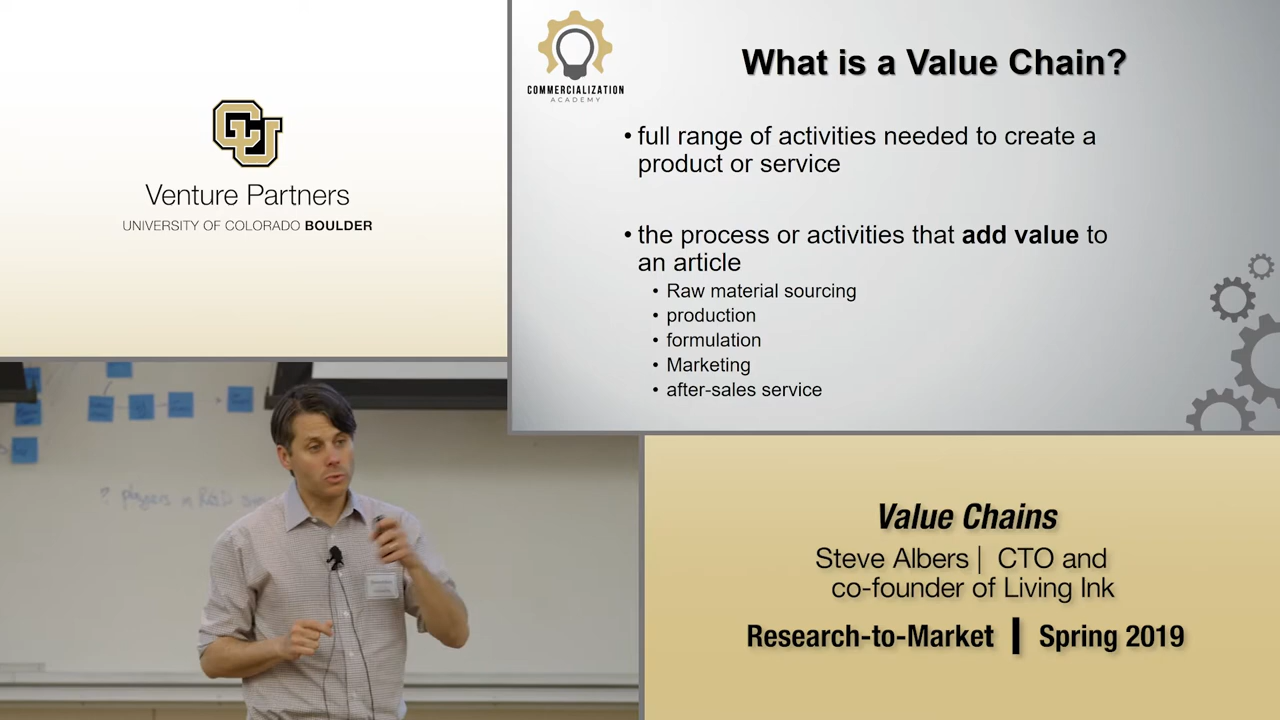 CU
Venture Partners
UNIVERSITY OF COLORADO BOULDER
COMMERCIALIZATION
ACADEMY
What is a Value Chain?
• full range of activities needed to create a
product or service
• the process or activities that add value to
an article
• Raw material sourcing
• production
• formulation
• Marketing
• after-sales service
players in R&D
Value Chains
Steve Albers | CTO and
co-founder of Living Ink
Research-to-Market | Spring 2019